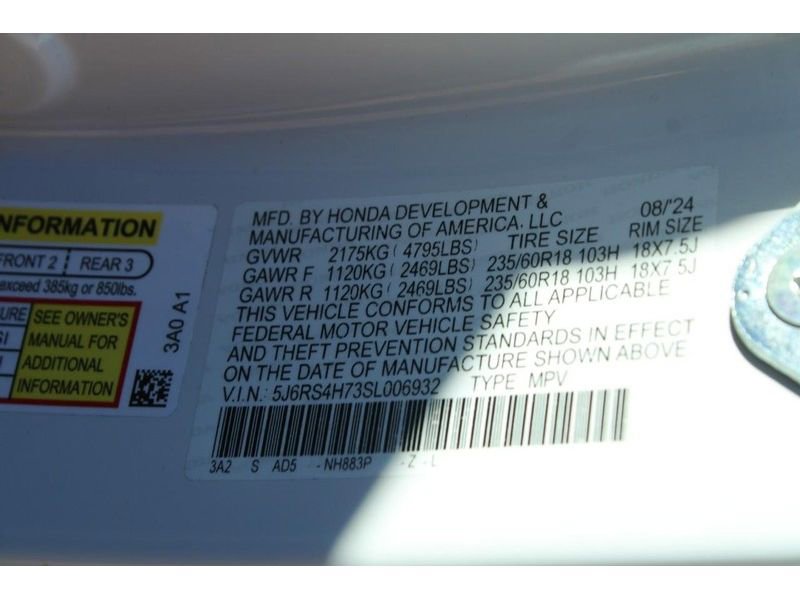 NFORMATION
FRONT 2 REAR 3
exceed 385kg or 850lbs.
URE
SI
SEE OWNER'S
MANUAL FOR
ADDITIONAL
INFORMATION
3A0 A1
MFD. BY HONDA DEVELOPMENT & 08/'24
MANUFACTURING OF AMERICA. LLC
GVWR 2175KG (4795LBS) TIRE SIZE RIM SIZE
GAWR F 1120KG (2469LBS) 235/60R18 103H 18X7.5J
GAWR R 1120KG (2469LBS) 235/60R18 103H 18X7.5J
THIS VEHICLE CONFORMS TO ALL APPLICABLE
FEDERAL MOTOR VEHICLE SAFETY
AND THEFT PREVENTION STANDARDS IN EFFECT
ON THE DATE OF MANUFACTURE SHOWN ABOVE
V.I.N.: 5J6RS4H73SL006932 TYPE MPV
3A2 S AD5 - NH883P - Z - L